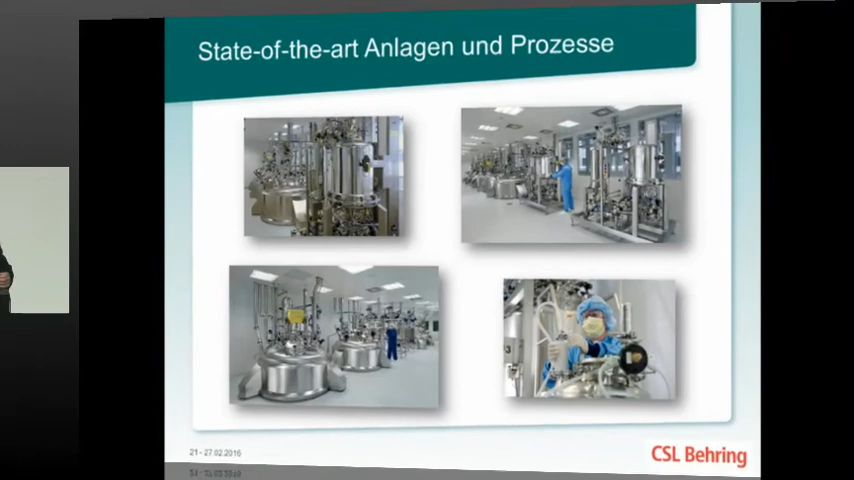 State-of-the-art Anlagen und Prozesse
21 - 27.02.2016
CSL Behring